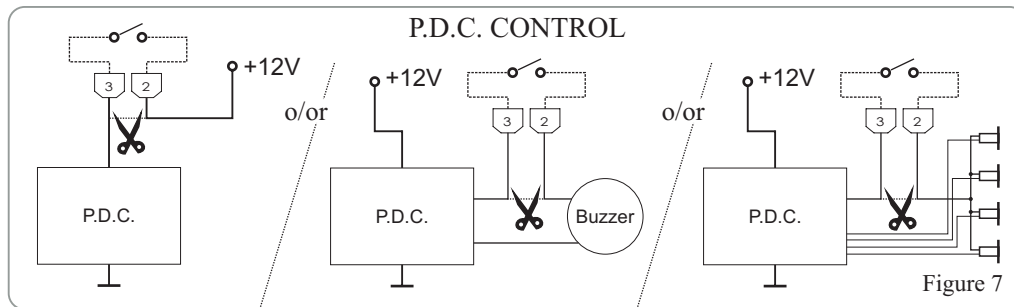 P.D.C. CONTROL
3 2
+12V
P.D.C.
o/or
+12V
3 2
P.D.C.
Buzzer
o/or
+12V
3 2
P.D.C.
Figure 7